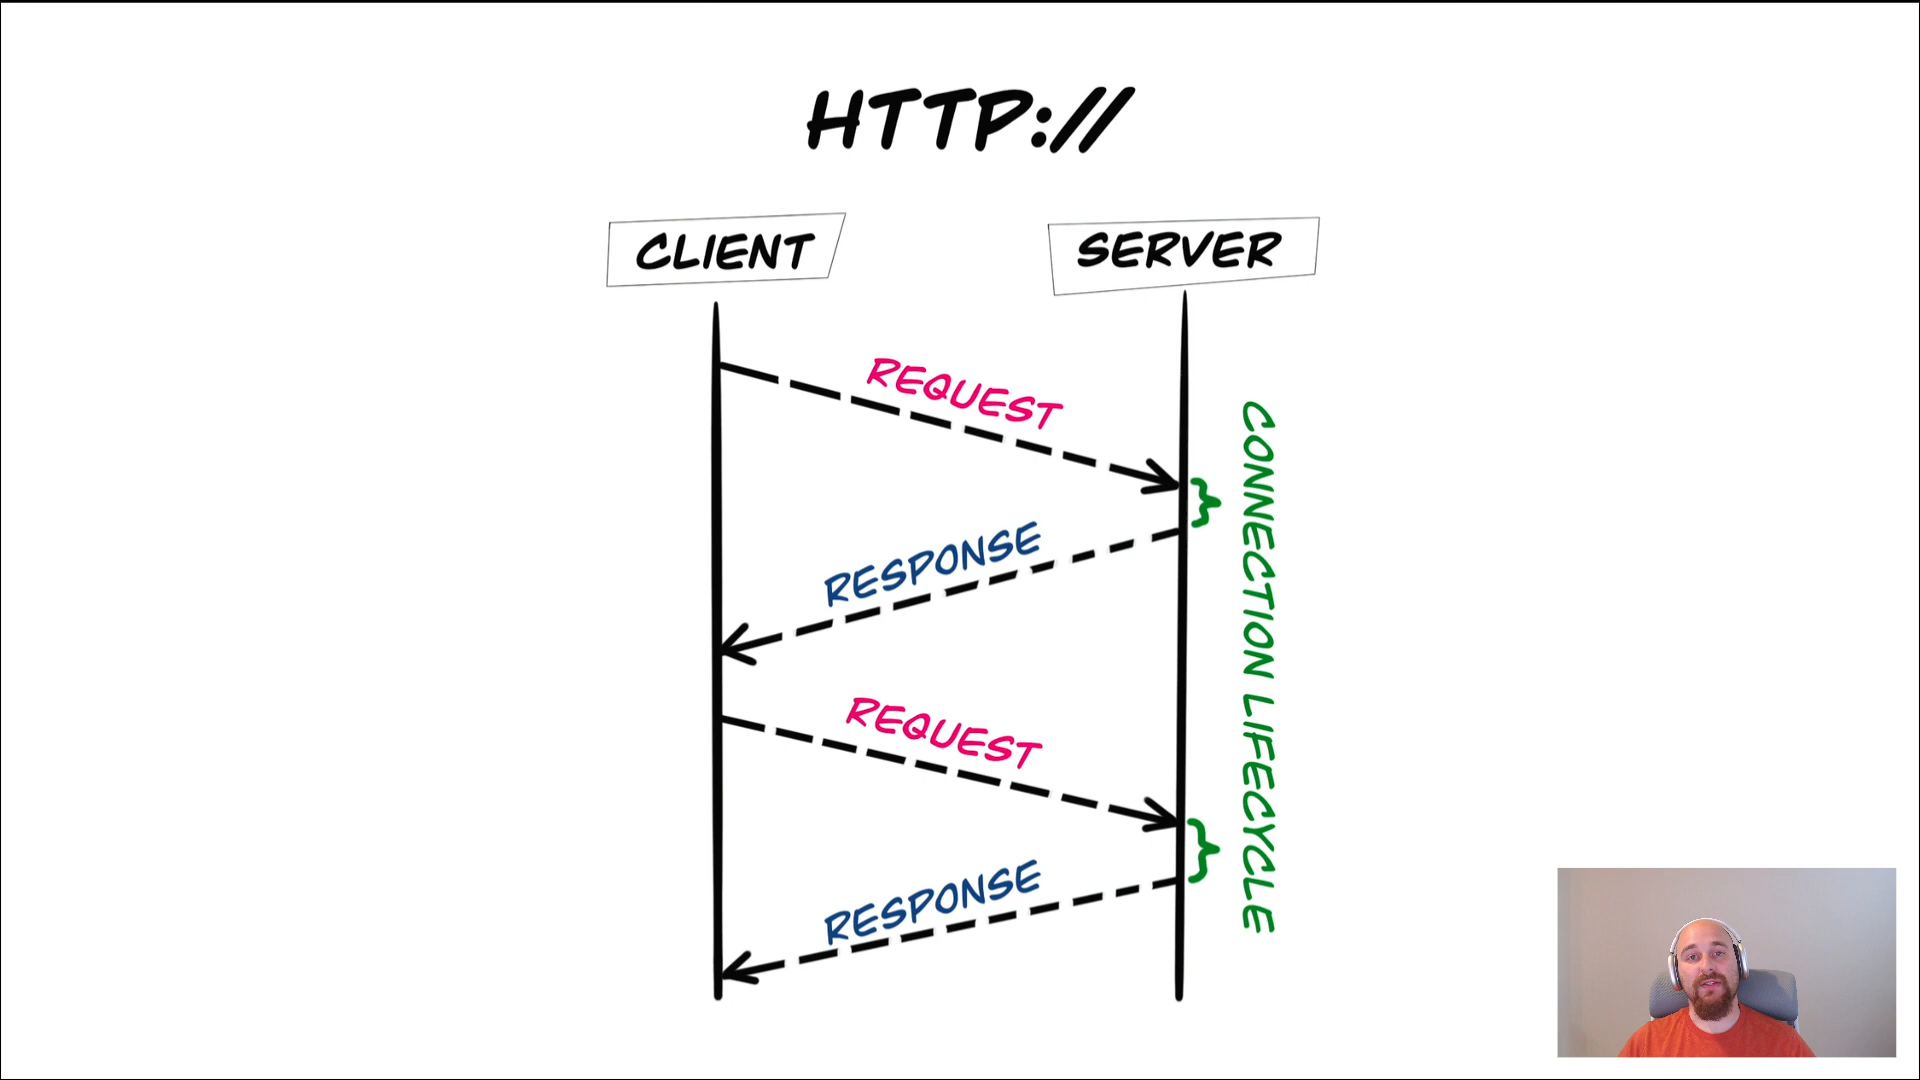 HTTP://
CLIENT
SERVER
REQUEST
RESPONSE
REQUEST
RESPONSE
CONNECTION LIFECYCLE